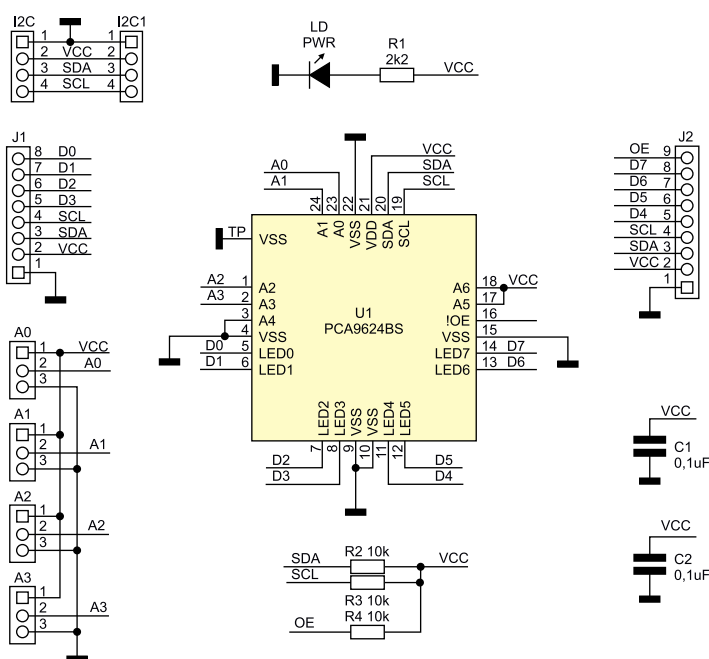 I2C I2C1
1 1
2 VCC 2
3 SDA 3
4 SCL 4
LD
PWR
R1
2k2
VCC
J1
8 D0
7 D1
6 D2
5 D3
4 SCL
3 SDA
2 VCC
1
J2
OE 9
D7 8
D6 7
D5 6
D4 5
SCL 4
SDA 3
VCC 2
1
A0
A1
VCC
SDA
SCL
24 23 22 21 20 19
A1 A0 VSS VDD SDA SCL
TP VSS
A2 1 A2
A3 2 A3
3 A4
4 VSS
D0 5 LED0
D1 6 LED1
U1
PCA9624BS
A6 18 VCC
A5 17
!OE 16
VSS 15
LED7 14 D7
LED6 13 D6
LED2 LED3 VSS VSS LED4 LED5
7 8 9 10 11 12
D2 D5
D3 D4
A0
1 VCC
2 A0
3
A1
1
2 A1
3
A2
1
2 A2
3
A3
1
2 A3
3
VCC
C1
0,1uF
VCC
C2
0,1uF
SDA R2 10k VCC
SCL
R3 10k
R4 10k
OE